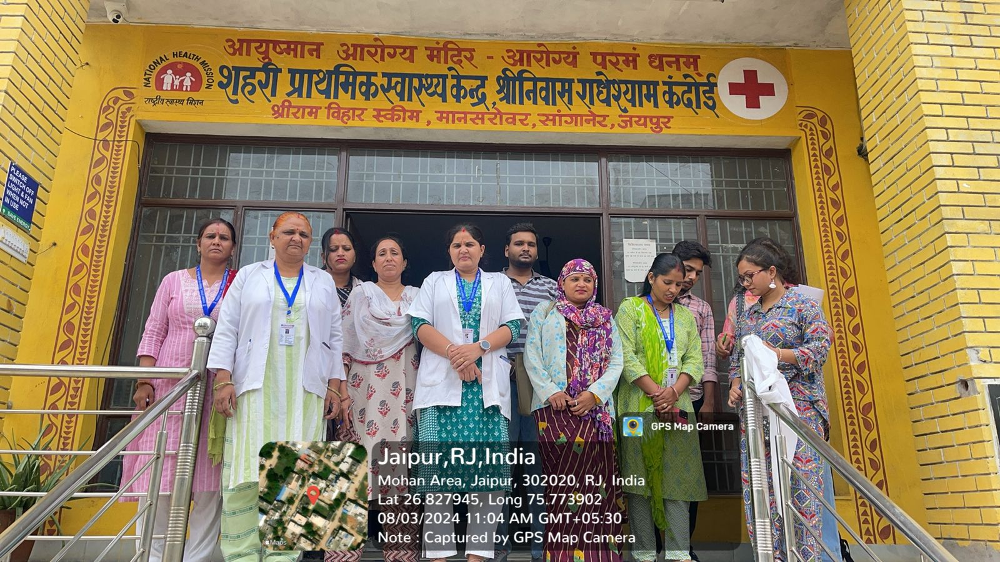 आयुष्मान आरोग्य मंदिर - आरोग्यं परमं धनम्
NATIONAL HEALTH MISSION
राष्ट्रीय स्वास्थ्य मिशन
शहरी प्राथमिक स्वास्थ्य केन्द्र, श्रीनिवास राधेश्याम कंदोई
श्रीराम विहार स्कीम, मानसरोवर, सांगानेर, जयपुर
PLEASE
SWITCH OFF
LIGHT & FAN
WHEN NOT
IN USE
SAVE ENERGY
GPS Map Camera
Jaipur,RJ,India
Mohan Area, Jaipur, 302020, RJ, India
Lat 26.827945, Long 75.773902
08/03/2024 11:04 AM GMT+05:30
Note : Captured by GPS Map Camera
Maps